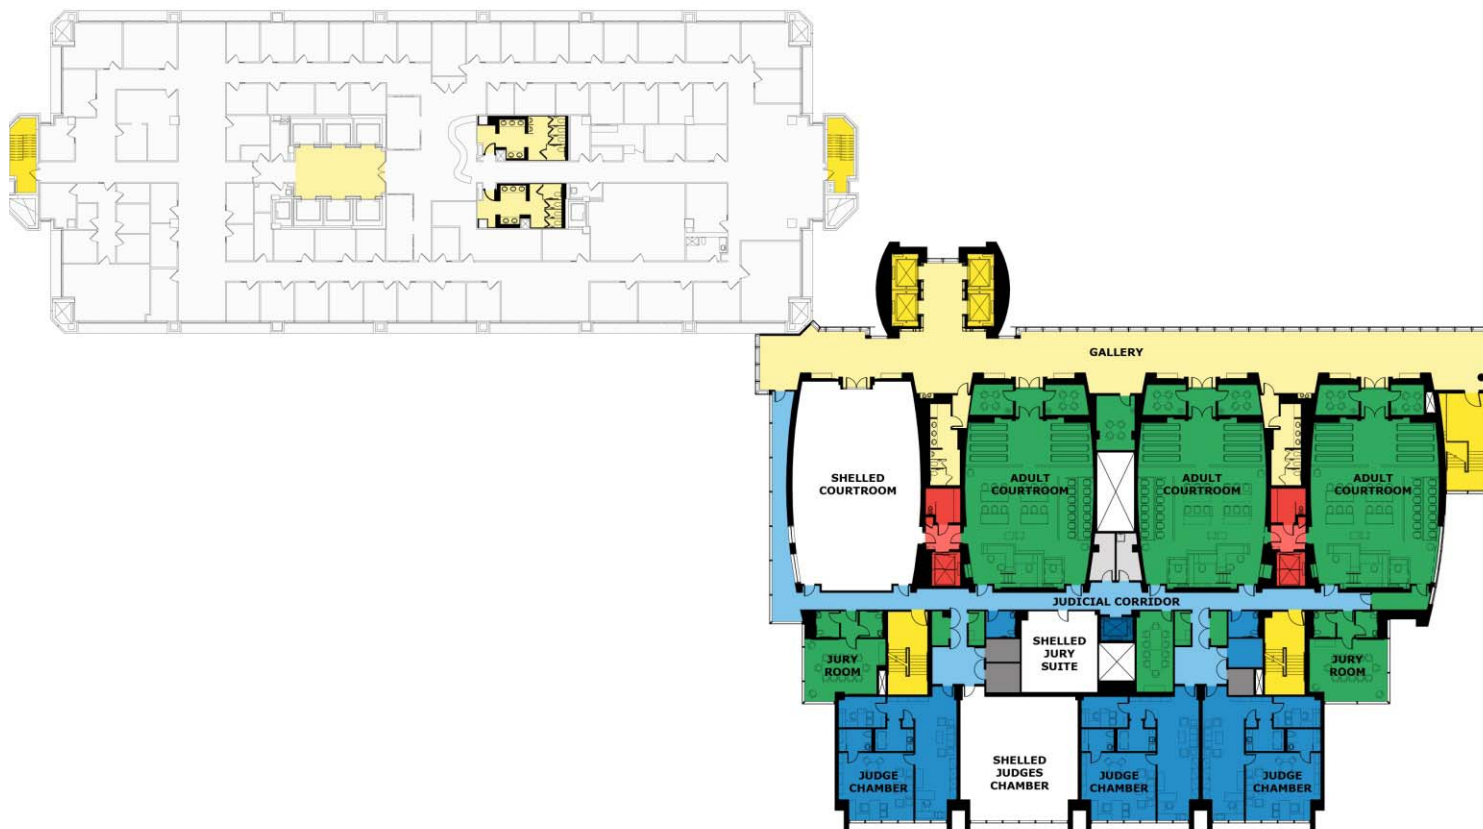 GALLERY
SHELLED
COURTROOM
ADULT
COURTROOM
ADULT
COURTROOM
ADULT
COURTROOM
JUDICIAL CORRIDOR
JURY
ROOM
SHELLED
JURY
SUITE
JURY
ROOM
JUDGE
CHAMBER
SHELLED
JUDGES
CHAMBER
JUDGE
CHAMBER
JUDGE
CHAMBER